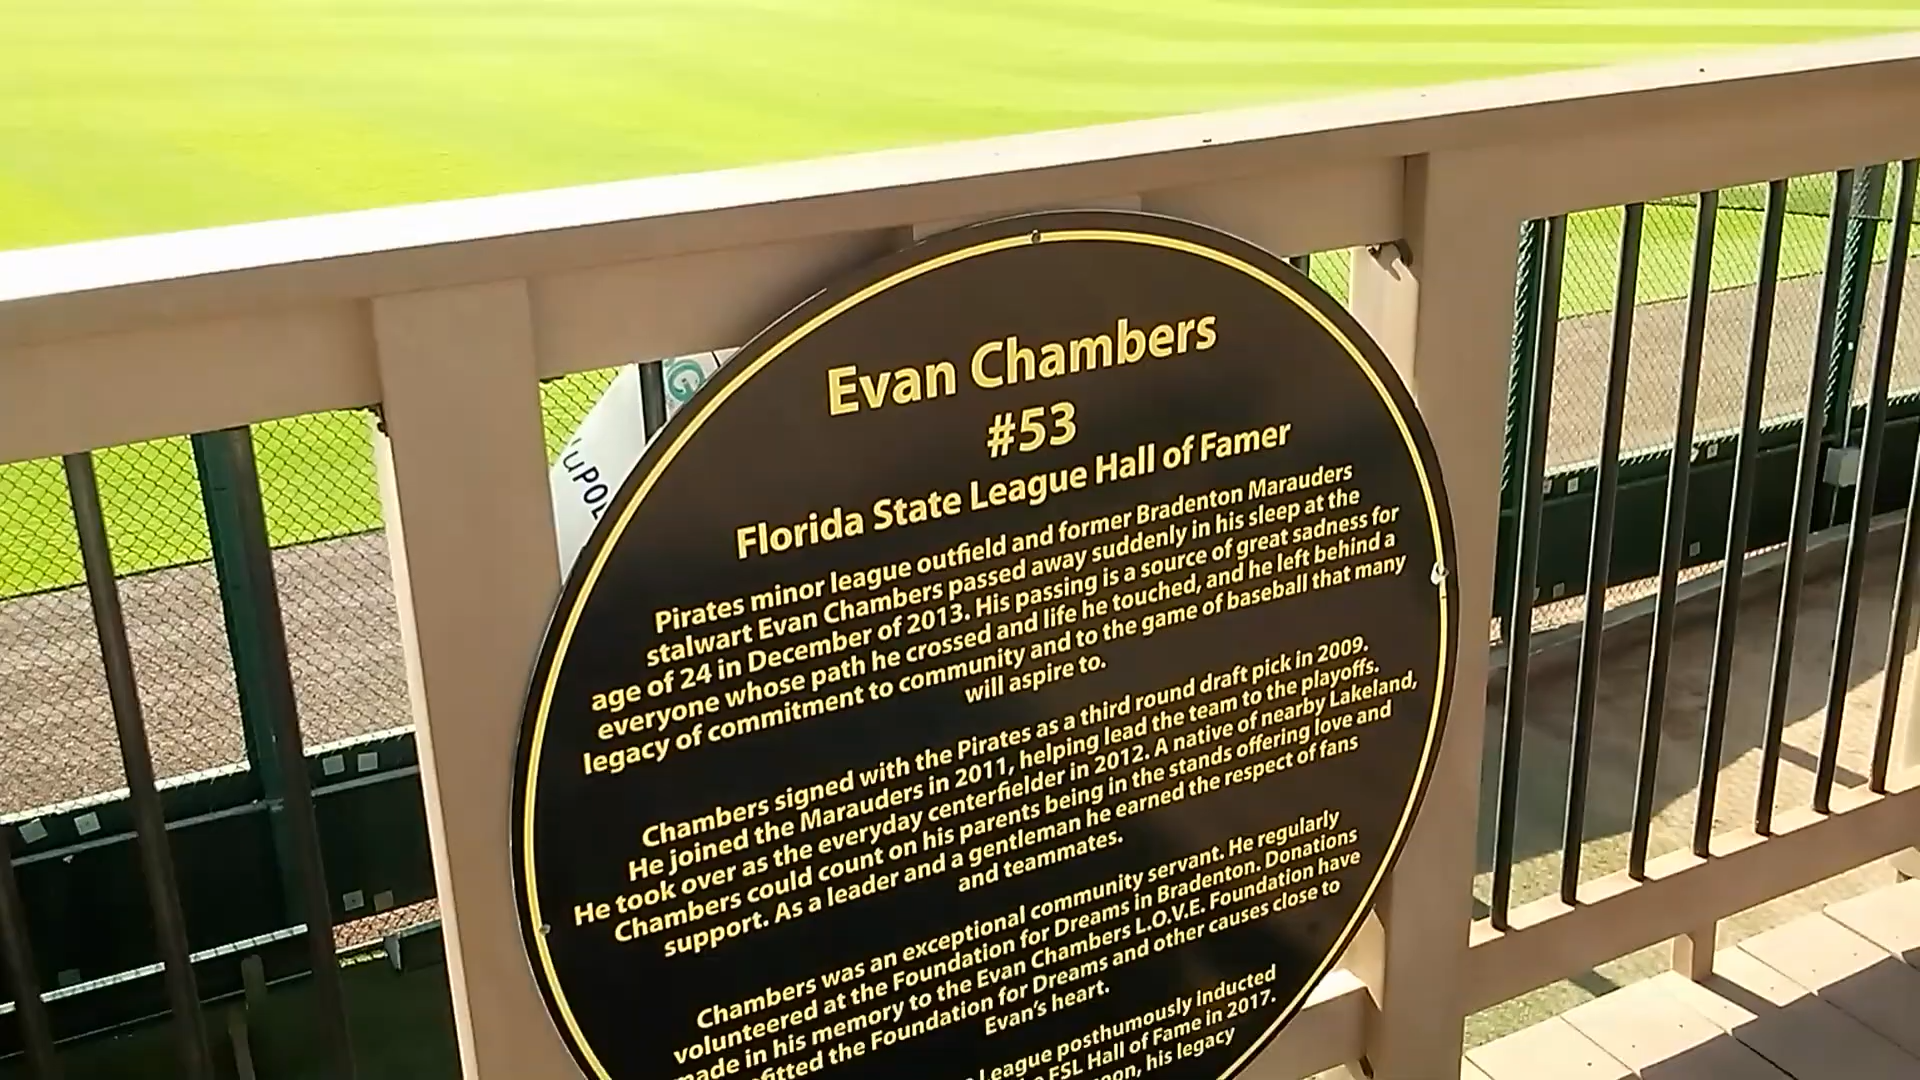 Evan Chambers
#53
Florida State League Hall of Famer
Pirates minor league outfield and former Bradenton Marauders
stalwart Evan Chambers passed away suddenly in his sleep at the
age of 24 in December of 2013. His passing is a source of great sadness for
everyone whose path he crossed and life he touched, and he left behind a
legacy of commitment to community and to the game of baseball that many
will aspire to.
Chambers signed with the Pirates as a third round draft pick in 2009.
He joined the Marauders in 2011, helping lead the team to the playoffs.
He took over as the everyday centerfielder in 2012. A native of nearby Lakeland,
Chambers could count on his parents being in the stands offering love and
support. As a leader and a gentleman he earned the respect of fans
and teammates.
Chambers was an exceptional community servant. He regularly
volunteered at the Foundation for Dreams in Bradenton. Donations
made in his memory to the Evan Chambers L.O.V.E. Foundation have
the Foundation for Dreams and other causes close to
Evan's heart.
League posthumously inducted
FSL Hall of Fame in 2017.
his legacy